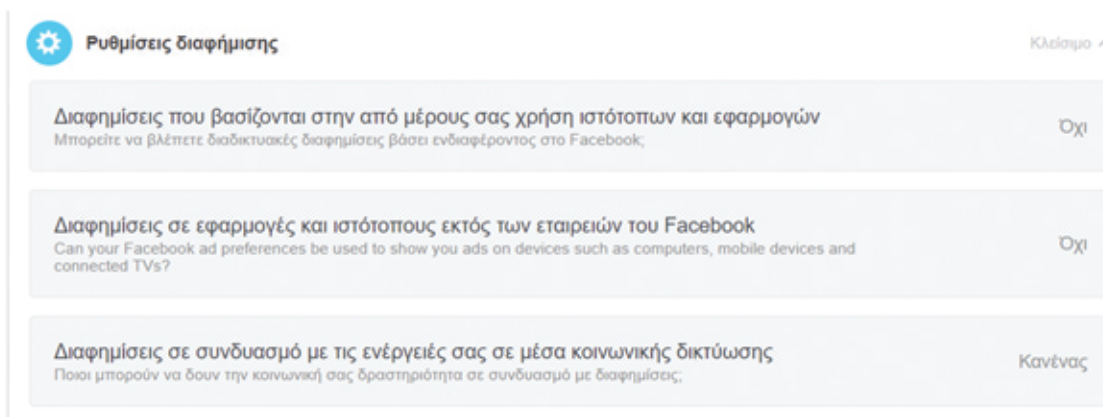 Ρυθμίσεις διαφήμισης
Κλείσιμο
Διαφημίσεις που βασίζονται στην από μέρους σας χρήση ιστότοπων και εφαρμογών
Μπορείτε να βλέπετε διαδικτυακές διαφημίσεις βάσει ενδιαφέροντος στο Facebook;
Όχι
Διαφημίσεις σε εφαρμογές και ιστότοπους εκτός των εταιρειών του Facebook
Can your Facebook ad preferences be used to show you ads on devices such as computers, mobile devices and
connected TVs?
Όχι
Διαφημίσεις σε συνδυασμό με τις ενέργειές σας σε μέσα κοινωνικής δικτύωσης
Ποιοι μπορούν να δουν την κοινωνική σας δραστηριότητα σε συνδυασμό με διαφημίσεις;
Κανένας